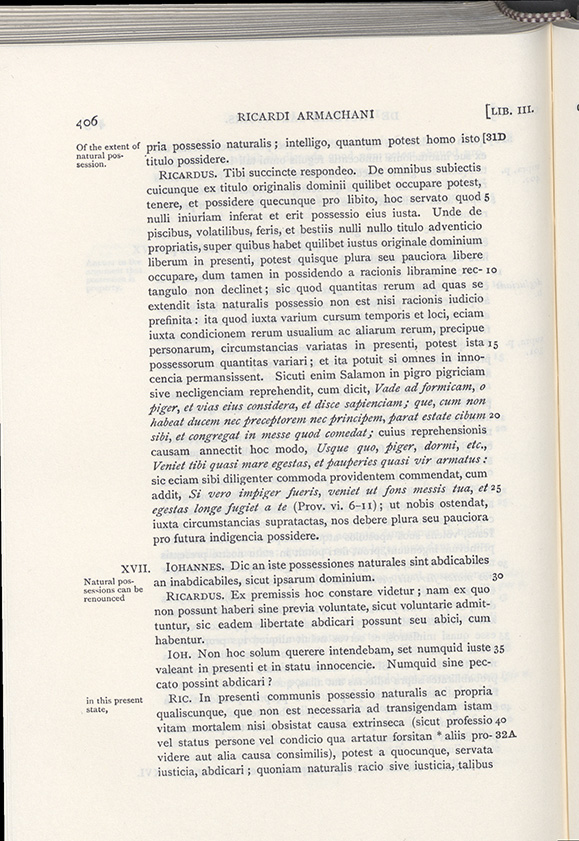 406 RICARDI ARMACHANI [LIB. III.
Of the extent of natural pos-session.
pria possessio naturalis; intelligo, quantum potest homo isto [31D
titulo possidere.
RICARDUS. Tibi succincte respondeo. De omnibus subiectis
cuicunque ex titulo originalis dominii quilibet occupare potest,
tenere, et possidere quecunque pro libito, hoc servato quod 5
nulli iniuriam inferat et erit possessio eius iusta. Unde de
piscibus, volatilibus, feris, et bestiis nulli nullo titulo adventicio
propriatis, super quibus habet quilibet iustus originale dominium
liberum in presenti, potest quisque plura seu pauciora libere
occupare, dum tamen in possidendo a racionis libramine rec- 10
tangulo non declinet; sic quod quantitas rerum ad quas se
extendit ista naturalis possessio non est nisi racionis iudicio
prefinita: ita quod iuxta varium cursum temporis et loci, eciam
iuxta condicionem rerum usualium ac aliarum rerum, precipue
personarum, circumstancias variatas in presenti, potest ista 15
possessorum quantitas variari; et ita potuit si omnes in inno-
cencia permansissent. Sicuti enim Salamon in pigro pigriciam
sive necligenciam reprehendit, cum dicit, Vade ad formicam, o
piger, et vias eius considera, et disce sapienciam; que, cum non
habeat ducem nec preceptorem nec principem, parat estate cibum 20
sibi, et congregat in messe quod comedat; cuius reprehensionis
causam annectit hoc modo, Usque quo, piger, dormi, etc.,
Veniet tibi quasi mare egestas, et pauperies quasi vir armatus:
sic eciam sibi diligenter commoda providentem commendat, cum
addit, Si vero impiger fueris, veniet ut fons messis tua, et 25
egestas longe fugiet a te (Prov. vi. 6-11); ut nobis ostendat,
iuxta circumstancias supratactas, nos debere plura seu pauciora
pro futura indigencia possidere.
XVII. IOHANNES. Dic an iste possessiones naturales sint abdicabiles
Natural pos-sessions can be renounced
an inabdicabiles, sicut ipsarum dominium. 30
RICARDUS. Ex premissis hoc constare videtur; nam ex quo
non possunt haberi sine previa voluntate, sicut voluntarie admit-
tuntur, sic eadem libertate abdicari possunt seu abici, cum
habentur.
IOH. Non hoc solum querere intendebam, set numquid iuste 35
valeant in presenti et in statu innocencie. Numquid sine pec-
cato possint abdicari?
in this present state,
RIC. In presenti communis possessio naturalis ac propria
qualiscunque, que non est necessaria ad transigendam istam
vitam mortalem nisi obsistat causa extrinseca (sicut professio 40
vel status persone vel condicio qua artatur forsitan * aliis pro- 32A
videre aut alia causa consimilis), potest a quocunque, servata
iusticia, abdicari; quoniam naturalis racio sive iusticia, talibus